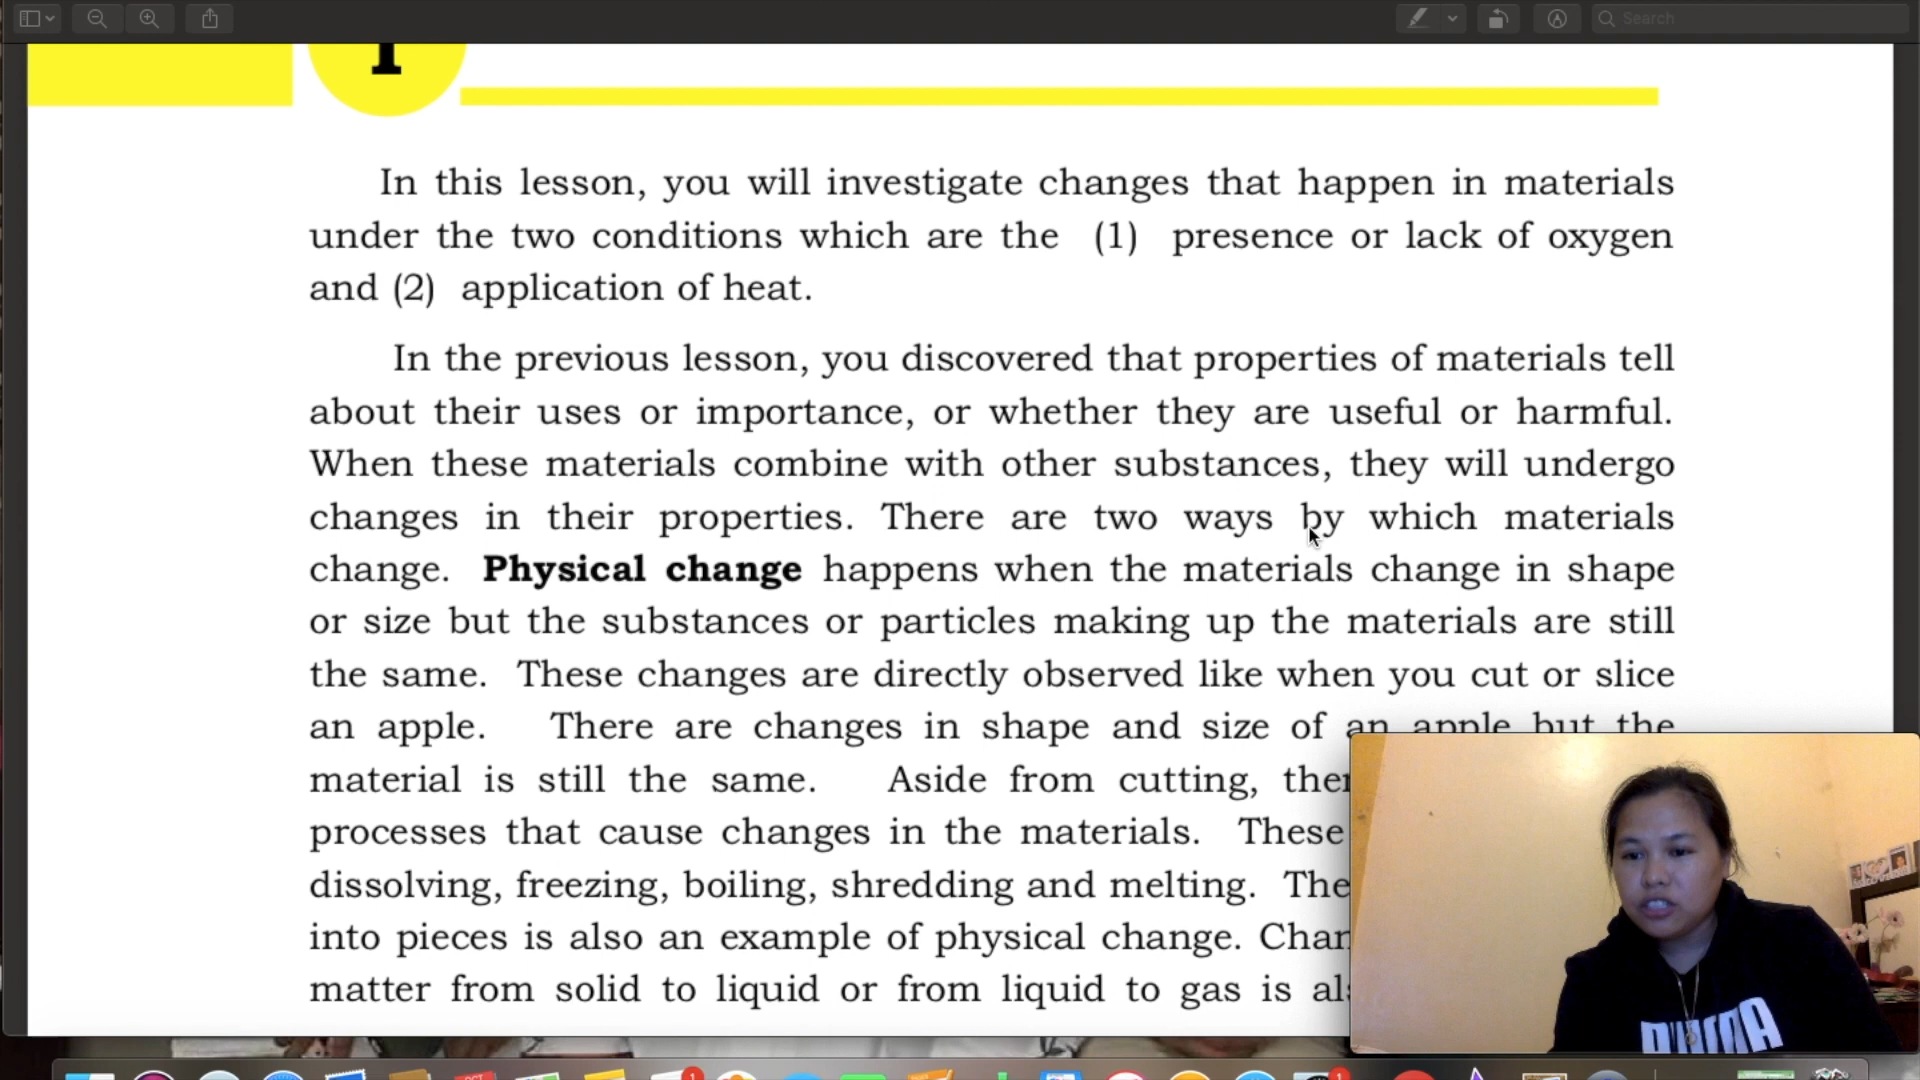 Search
I
In this lesson, you will investigate changes that happen in materials
under the two conditions which are the (1) presence or lack of oxygen
and (2) application of heat.
In the previous lesson, you discovered that properties of materials tell
about their uses or importance, or whether they are useful or harmful.
When these materials combine with other substances, they will undergo
changes in their properties. There are two ways by which materials
change. Physical change happens when the materials change in shape
or size but the substances or particles making up the materials are still
the same. These changes are directly observed like when you cut or slice
an apple. There are changes in shape and size of an apple but the
material is still the same. Aside from cutting,
processes that cause changes in the materials. These
dissolving, freezing, boiling, shredding and melting.
into pieces is also an example of physical change.
matter from solid to liquid or from liquid to gas is
PUMA